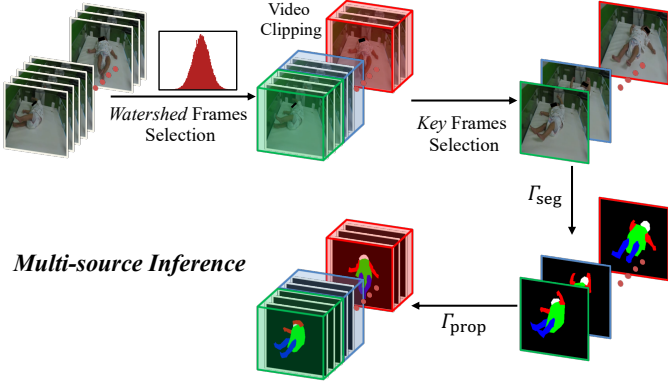 Video
Clipping
Watershed Frames
Selection
Key Frames
Selection
Γseg
Multi-source Inference
Γprop